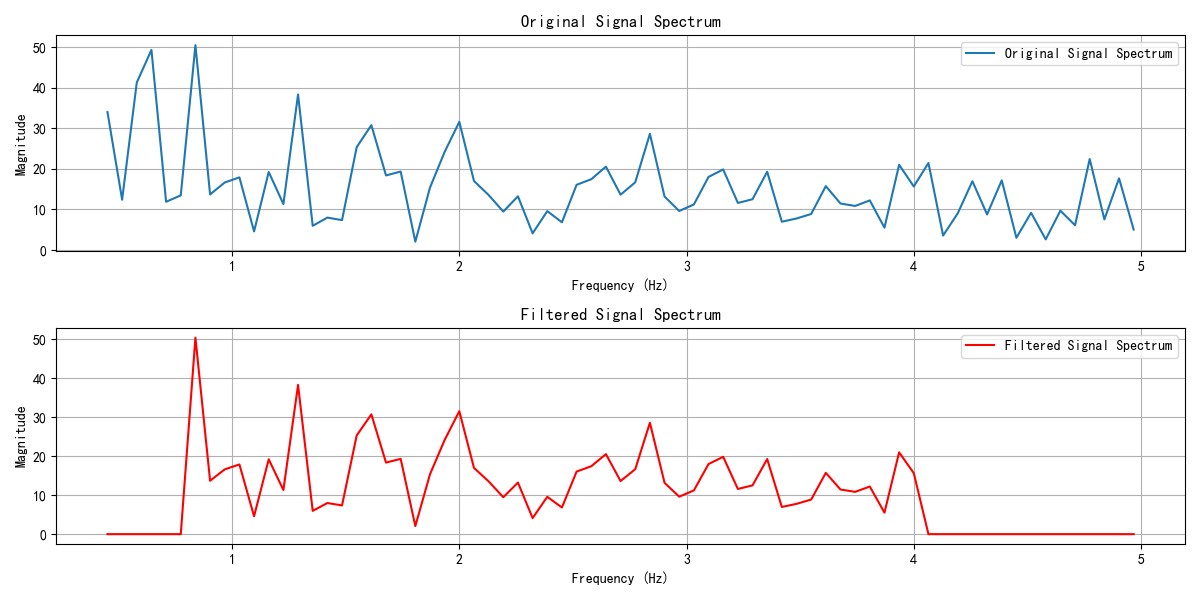 Original Signal Spectrum
50
40
30
20
10
0
Magnitude
Original Signal Spectrum
1 2 3 4 5
Frequency (Hz)
Filtered Signal Spectrum
50
40
30
20
10
0
Magnitude
Filtered Signal Spectrum
1 2 3 4 5
Frequency (Hz)